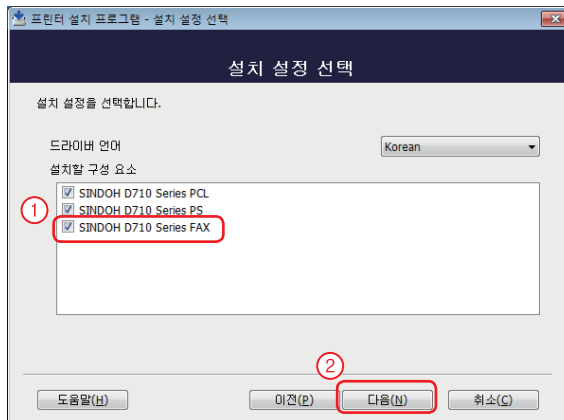 프린터 설치 프로그램 - 설치 설정 선택
설치 설정 선택
설치 설정을 선택합니다.
드라이버 언어 Korean
설치할 구성 요소
SINDOH D710 Series PCL
① SINDOH D710 Series PS
SINDOH D710 Series FAX
②
도움말(H) 이전(P) 다음(N) 취소(C)